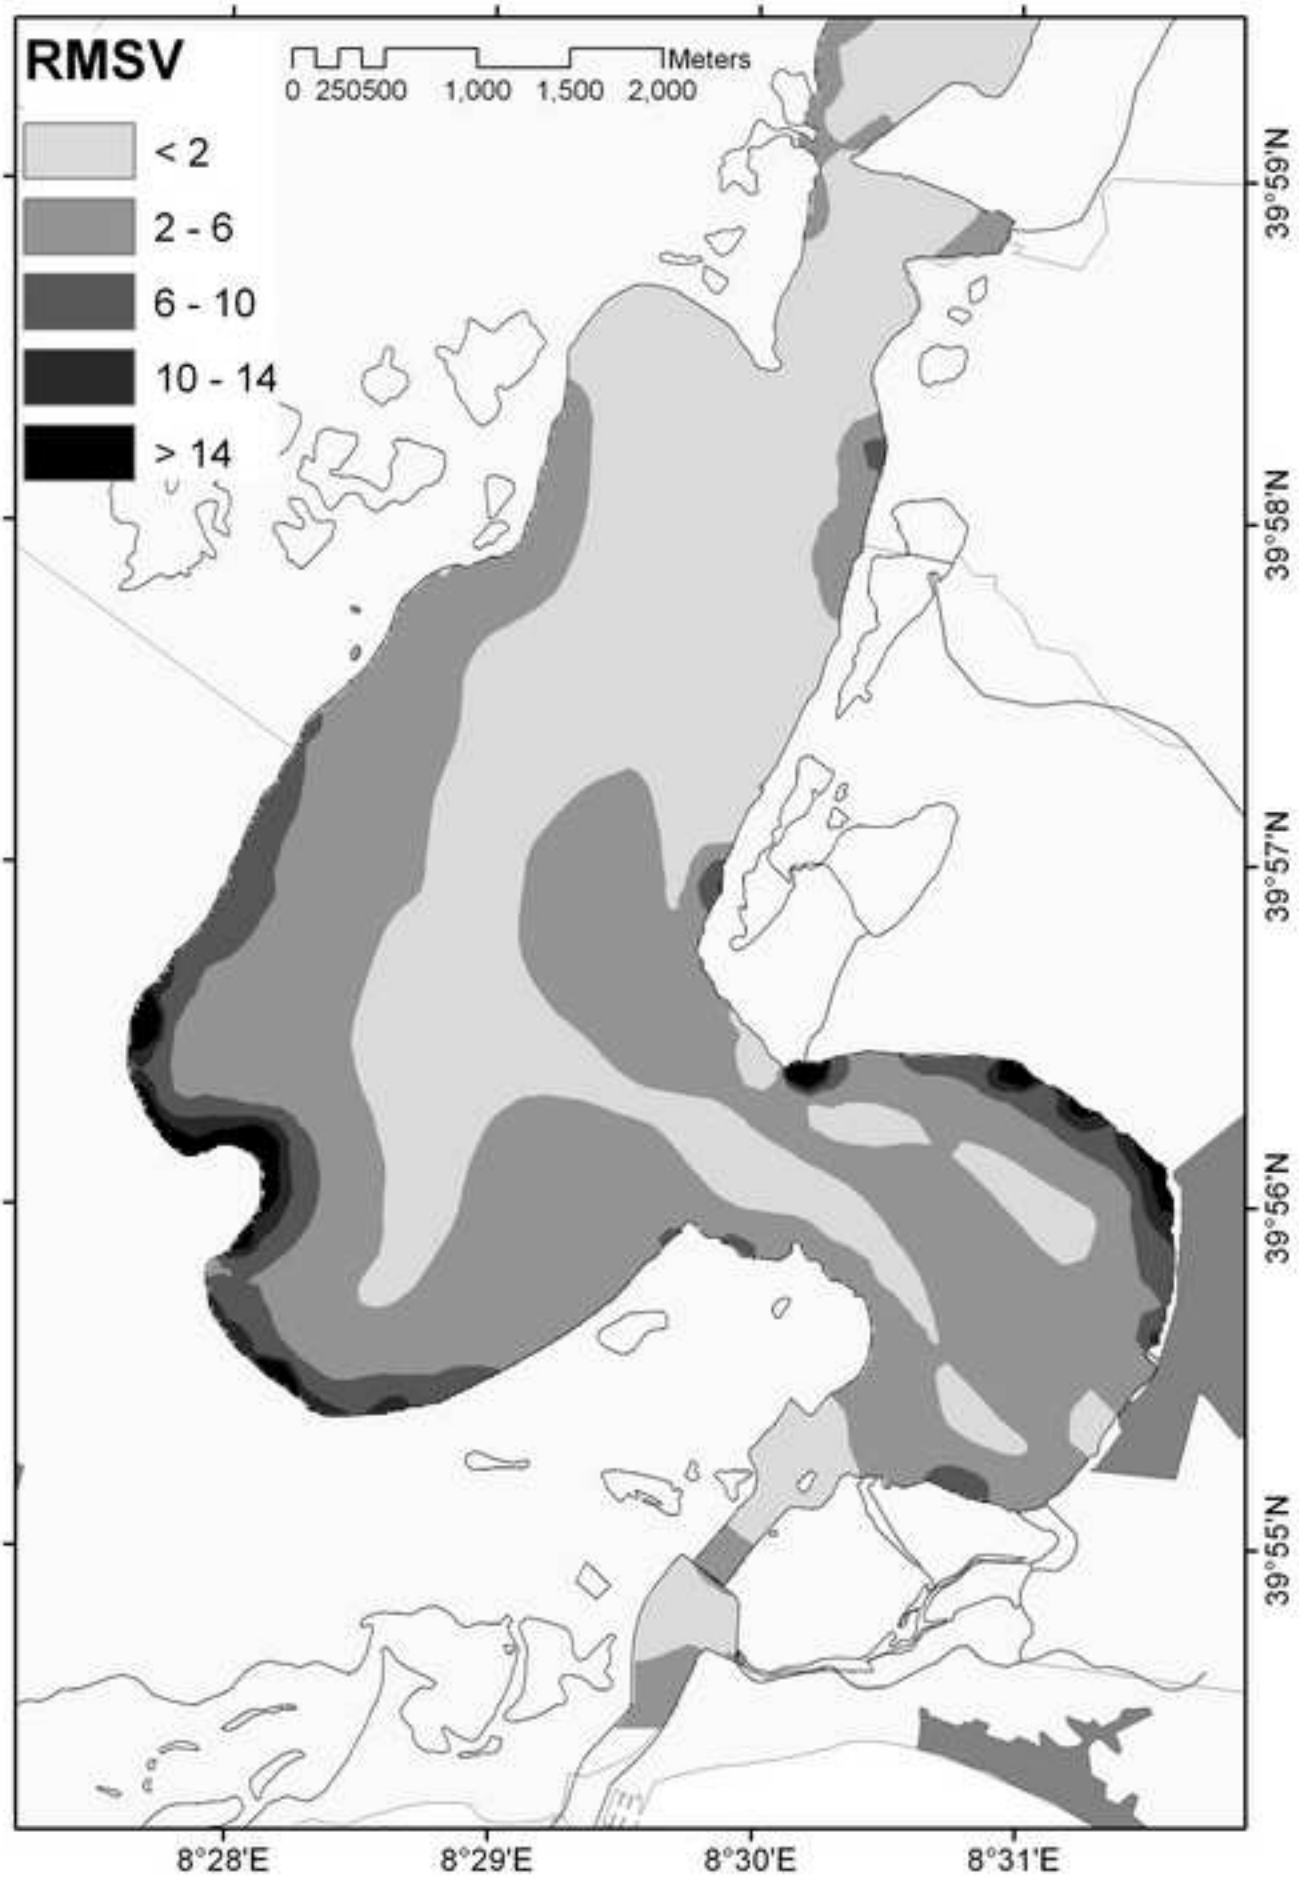 RMSV
Meters
0 250500 1,000 1,500 2,000
< 2
2 - 6
6 - 10
10 - 14
> 14
39°59'N
39°58'N
39°57'N
39°56'N
39°55'N
8°28'E 8°29'E 8°30'E 8°31'E